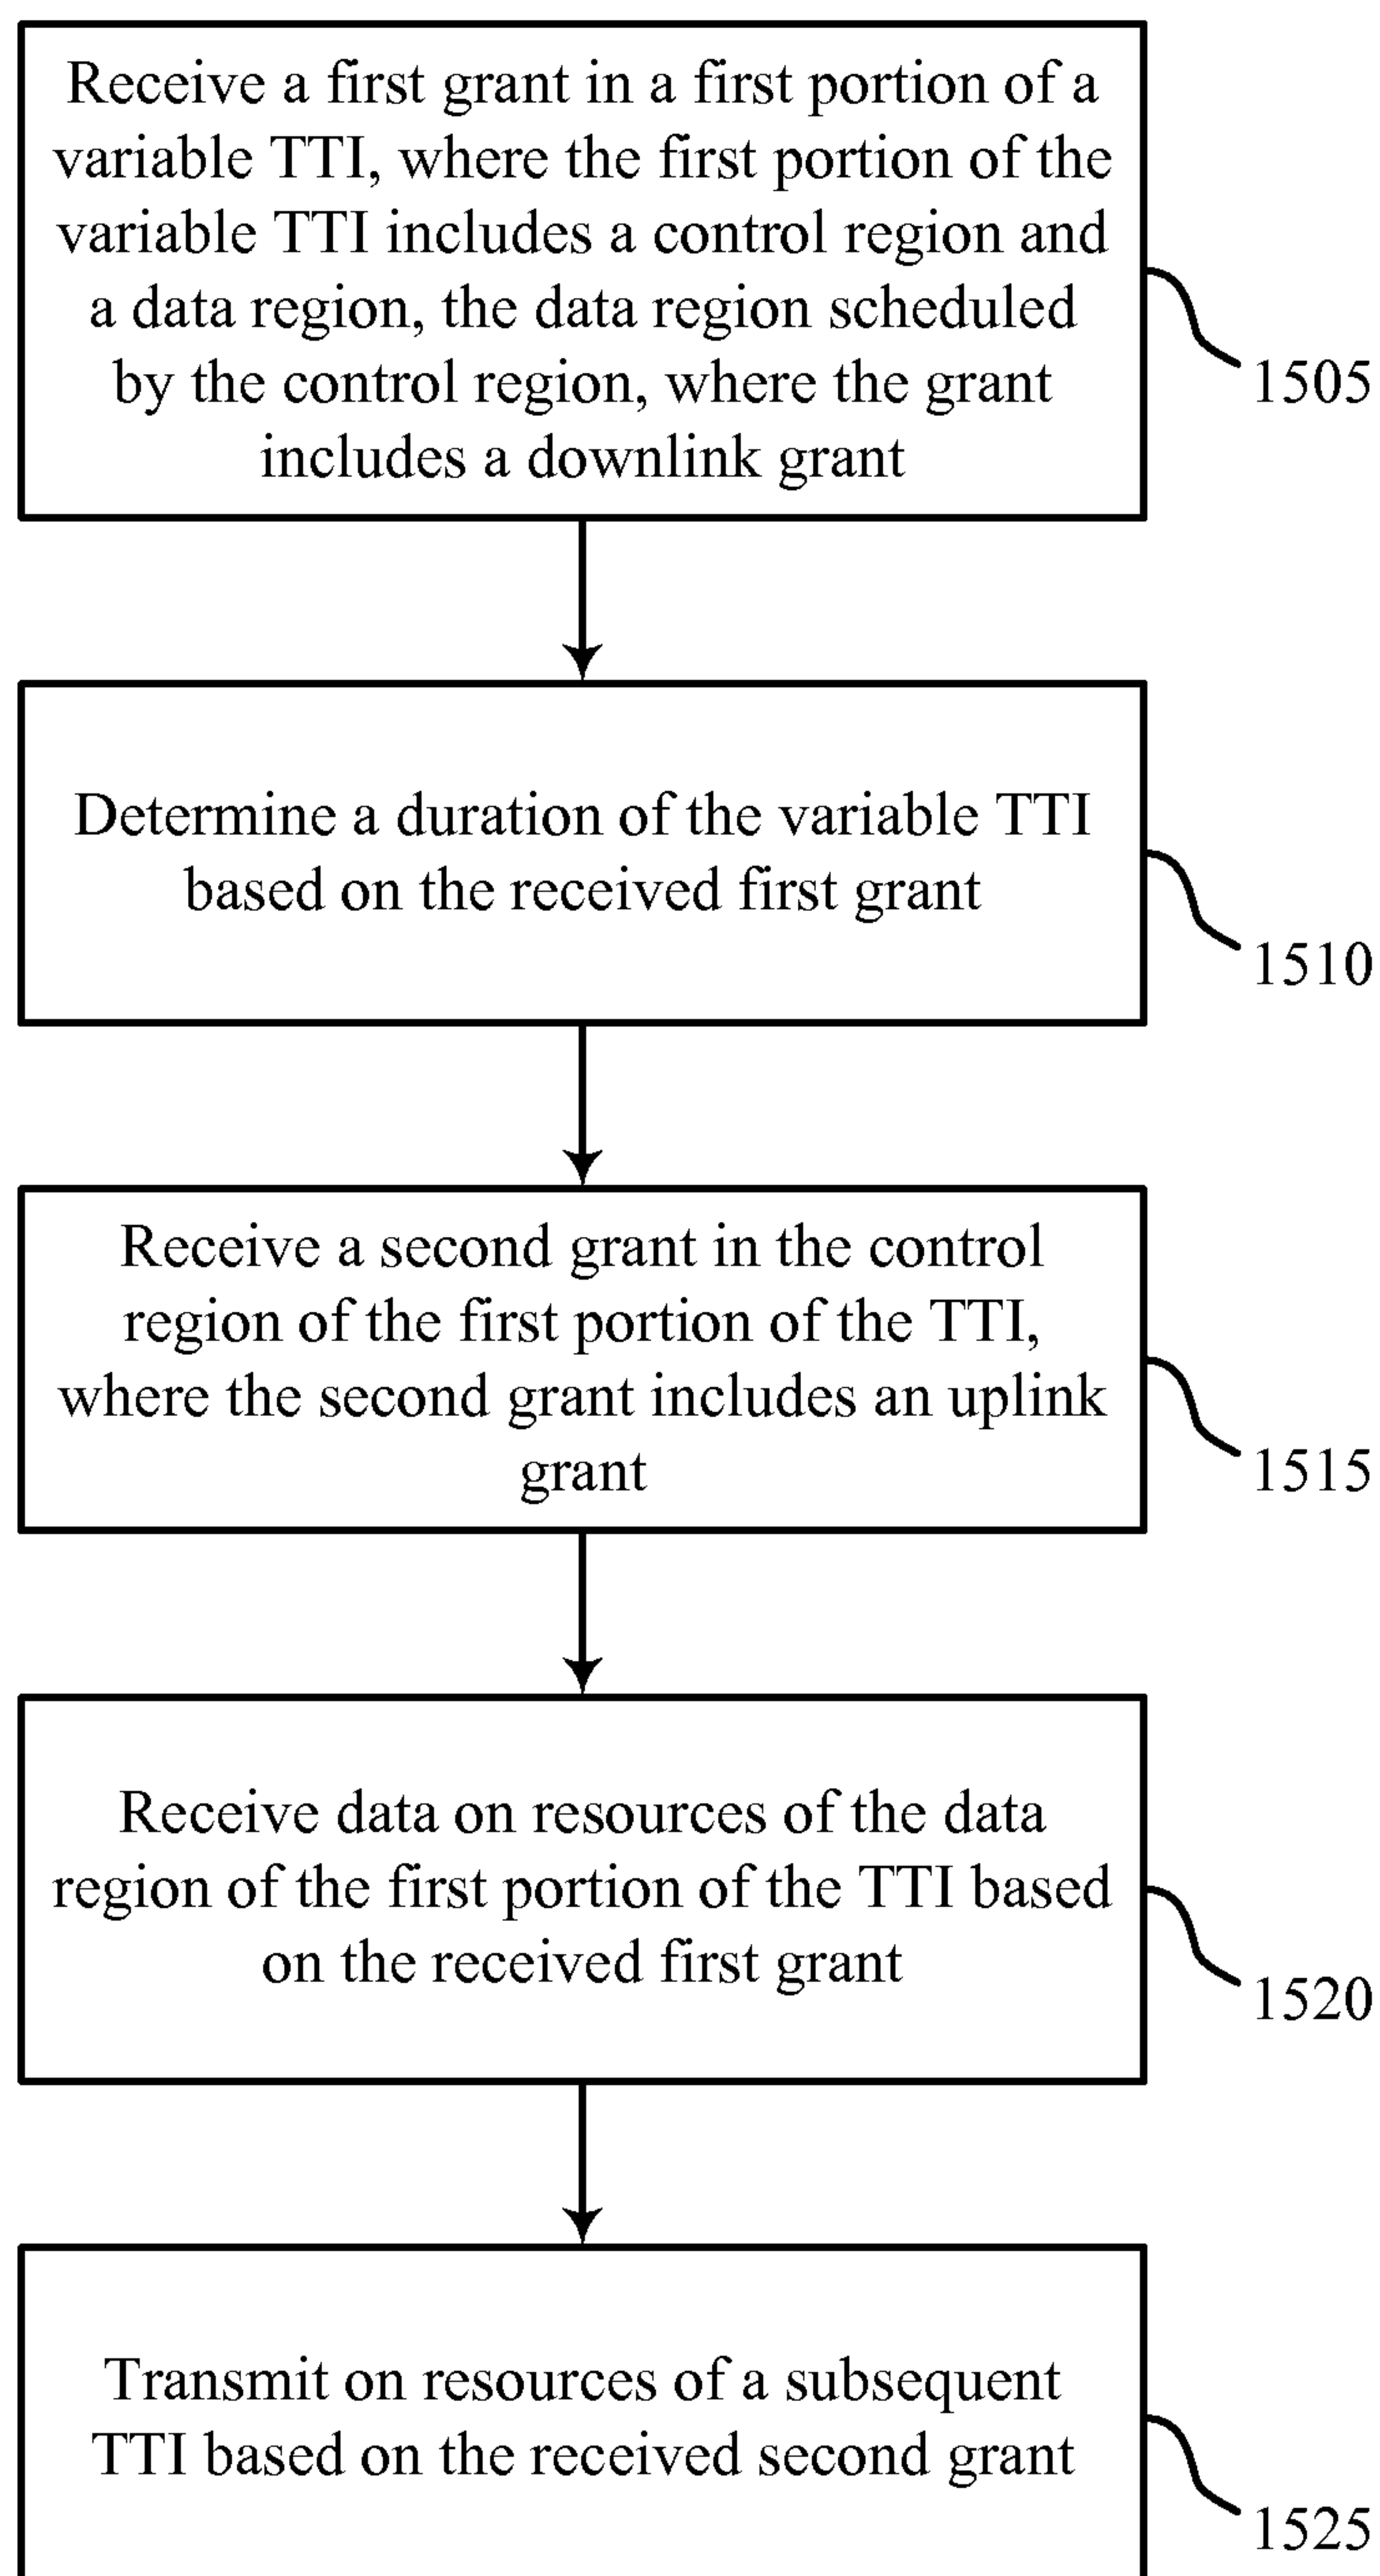 Receive a first grant in a first portion of a
variable TTI, where the first portion of the
variable TTI includes a control region and
a data region, the data region scheduled
by the control region, where the grant
includes a downlink grant
1505
Determine a duration of the variable TTI
based on the received first grant
1510
Receive a second grant in the control
region of the first portion of the TTI,
where the second grant includes an uplink
grant
1515
Receive data on resources of the data
region of the first portion of the TTI based
on the received first grant
1520
Transmit on resources of a subsequent
TTI based on the received second grant
1525